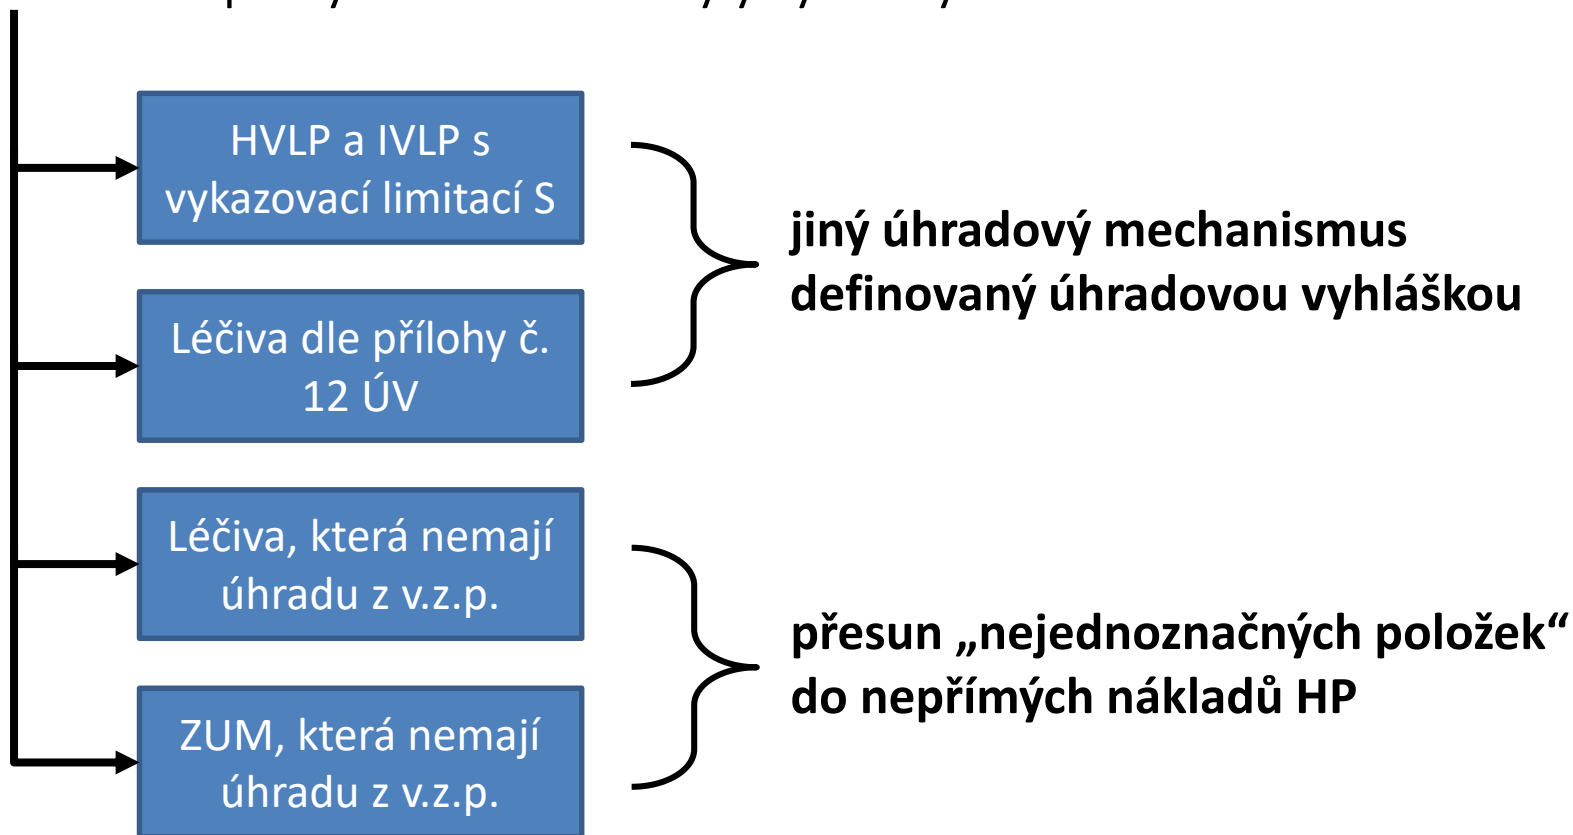 HVLP a IVLP s
vykazovací limitací S
jiný úhradový mechanismus
definovaný úhradovou vyhláškou
Léčiva dle přílohy č.
12 ÚV
Léčiva, která nemají
úhradu z v.z.p.
přesun „nejednoznačných položek“
do nepřímých nákladů HP
ZUM, která nemají
úhradu z v.z.p.